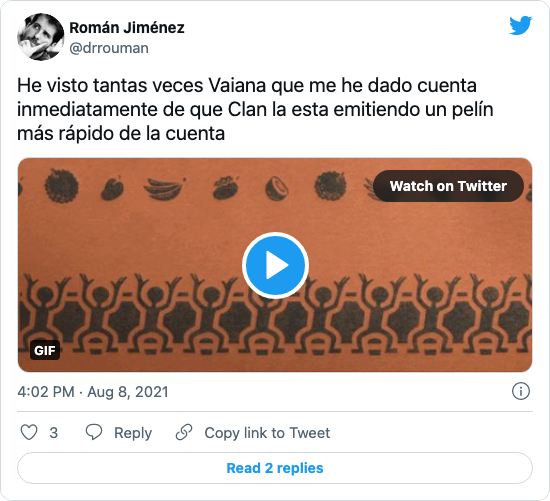 Román Jiménez
@drrouman
He visto tantas veces Vaiana que me he dado cuenta
inmediatamente de que Clan la esta emitiendo un pelín
más rápido de la cuenta
Watch on Twitter
GIF
4:02 PM · Aug 8, 2021
3 Reply Copy link to Tweet
Read 2 replies